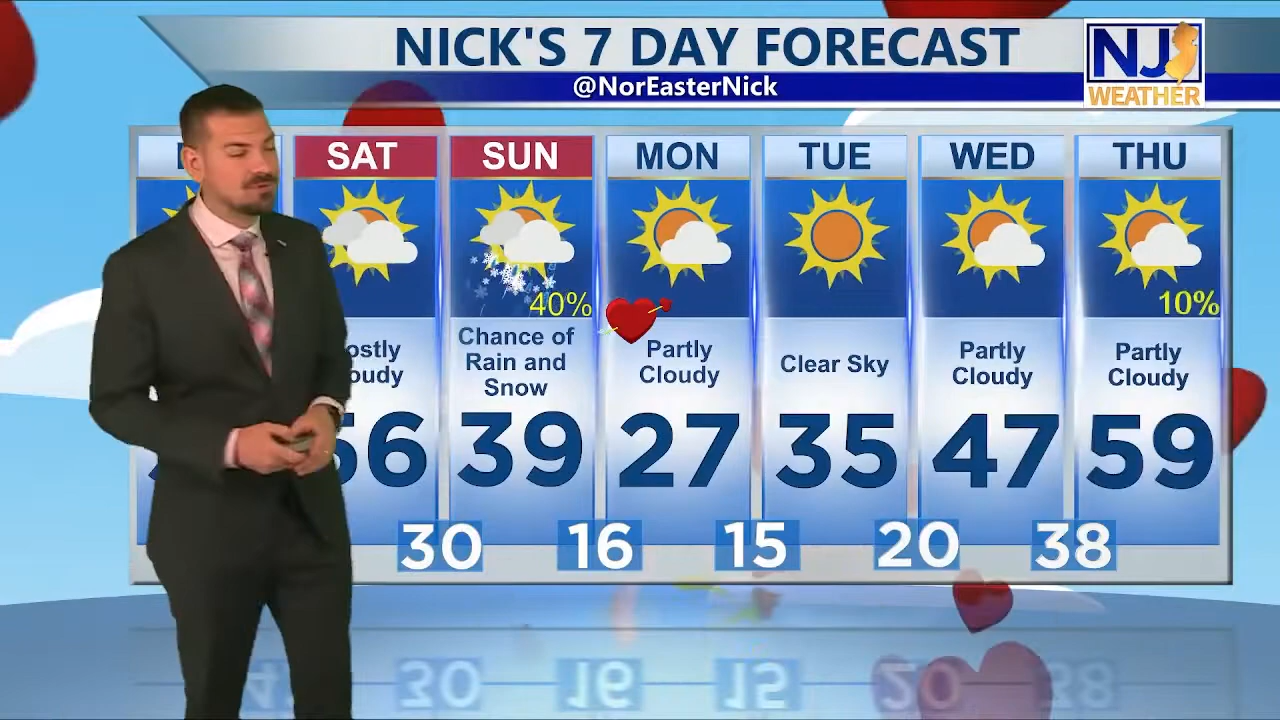 NICK'S 7 DAY FORECAST
@NorEasterNick
NJ
WEATHER
SAT
SUN
MON
TUE
WED
THU
40%
10%
Chance of
Rain and
Snow
Partly
Cloudy
Clear Sky
Partly
Cloudy
Partly
Cloudy
56
39
27
35
47
59
30
16
15
20
38